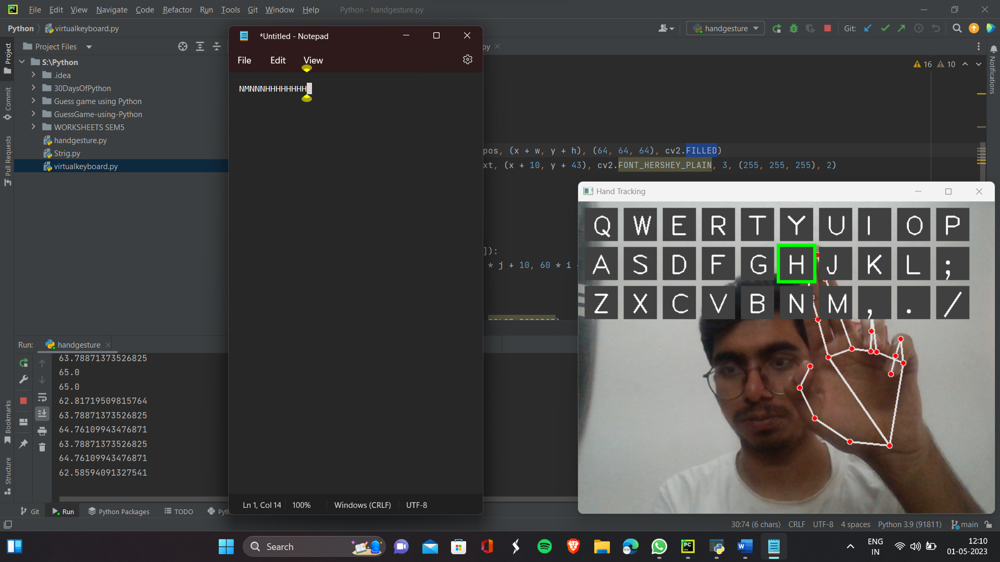 File Edit View Navigate Code Refactor Run Tools Git Window Help Python - handgesture.py
Python virtualkeyboard.py
handgesture Git:
Project Files
S:\Python
.idea
30DaysOfPython
Guess game using Python
GuessGame-using-Python
WORKSHEETS SEM5
handgesture.py
Strig.py
virtualkeyboard.py
Project
Commit
Pull Requests
Bookmarks
Structure
Notifications
*Untitled - Notepad
File Edit View
NMNNNHHHHHHHH
Ln 1, Col 14 100% Windows (CRLF) UTF-8
py
16 10
pos, (x + w, y + h), (64, 64, 64), cv2.FILLED)
xt, (x + 10, y + 43), cv2.FONT_HERSHEY_PLAIN, 3, (255, 255, 255), 2)
]):
* j + 10, 60 * i
Hand Tracking
Q W E R T Y U I O P
A S D F G H J K L ;
Z X C V B N M , . /
Run: handgesture
63.78871373526825
65.0
65.0
62.81719509815764
63.78871373526825
64.76109943476871
63.78871373526825
64.76109943476871
62.58594091327541
Git Run Python Packages TODO Pyth
30:74 (6 chars) CRLF UTF-8 4 spaces Python 3.9 (91811) main
Search
ENG
IN
12:10
01-05-2023